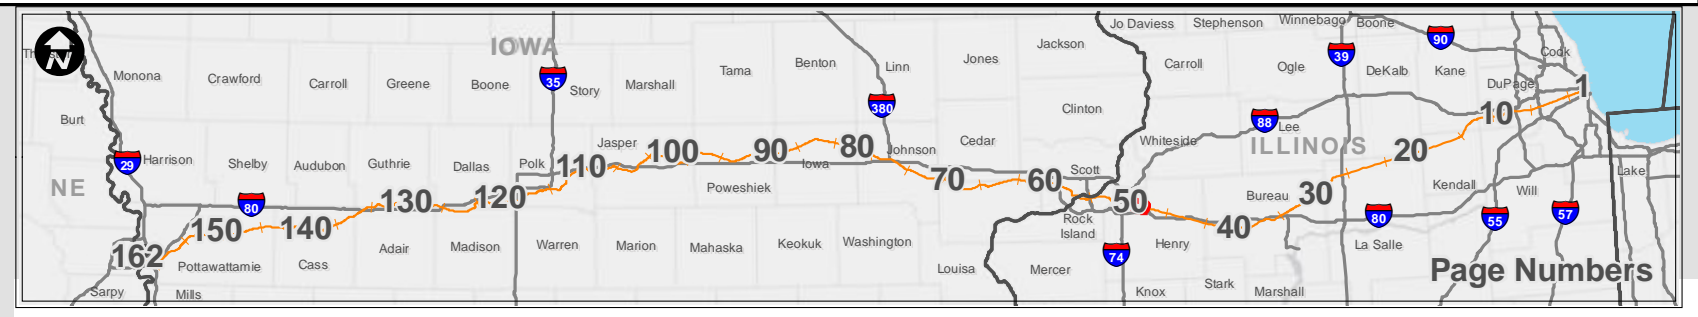 Jo Daviess Stephenson Winnebago Boone
IOWA Jackson 39 90 Cook
N Monona Crawford Carroll Greene Boone 35 Story Marshall Tama Benton Linn Jones Carroll Ogle DeKalb Kane DuPage 1
Burt 380 Clinton 88 Lee 10
Harrison Shelby Audubon Guthrie Dallas Polk Jasper 100 90 80 Johnson Cedar Whiteside ILLINOIS 20
29 110 Iowa Scott Lake
NE 80 130 120 Poweshiek 70 60 50 Bureau 30 Kendall Will
162 150 140 Adair Madison Warren Marion Mahaska Keokuk Washington Rock
Island Henry 40 La Salle 80 55 57
Pottawattamie Cass Louisa Mercer 74 Stark Page Numbers
Sarpy Mills Knox Marshall